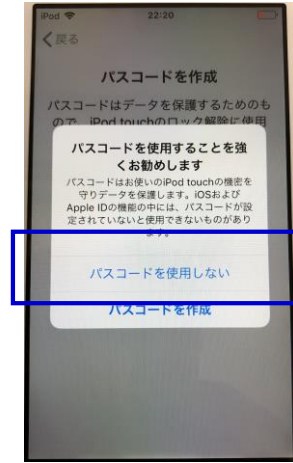 iPod 22:20
戻る
パスコードを作成
パスコードはデータを保護するためのも
ので、iPod touchのロック解除に使用
パスコードを使用することを強
くお勧めします
パスコードはお使いのiPod touchの機密を
守りデータを保護します。iOSおよび
Apple IDの機能の中には、パスコードが設
定されていないと使用できないものがあり
ます。
パスコードを使用しない
パスコードを作成